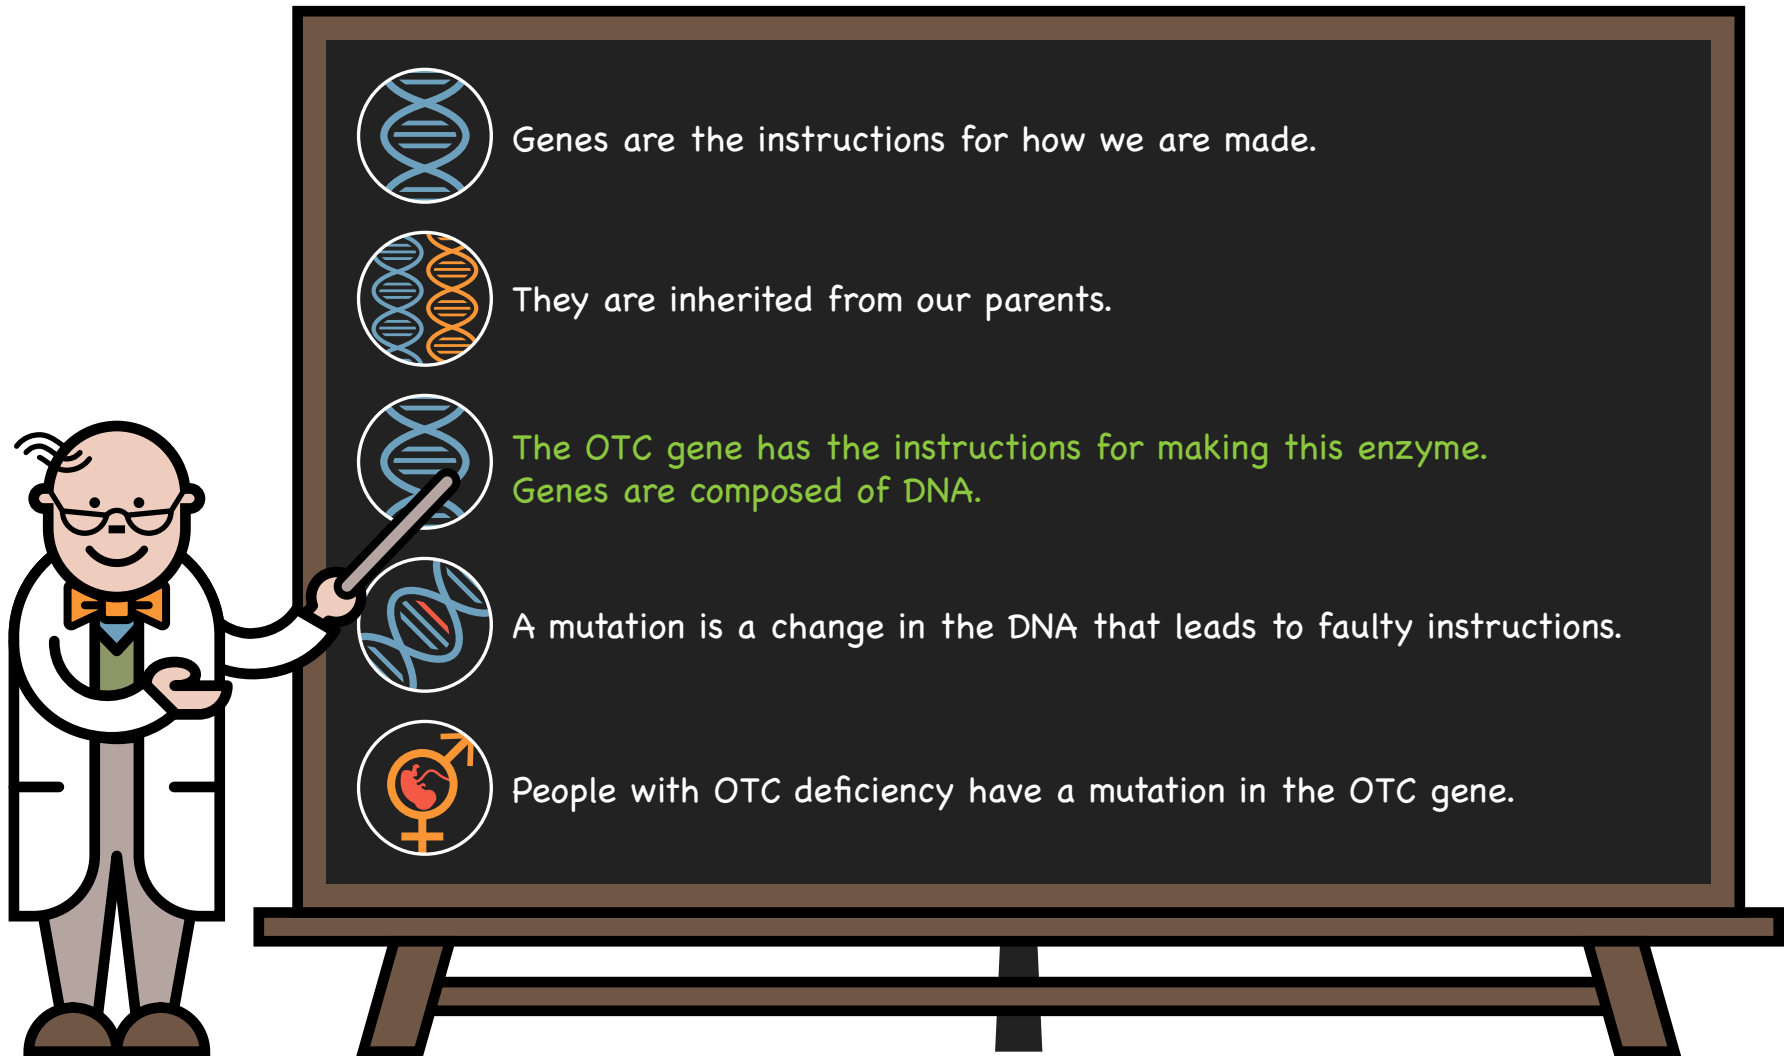 Genes are the instructions for how we are made.
They are inherited from our parents.
The OTC gene has the instructions for making this enzyme.
Genes are composed of DNA.
A mutation is a change in the DNA that leads to faulty instructions.
People with OTC deficiency have a mutation in the OTC gene.